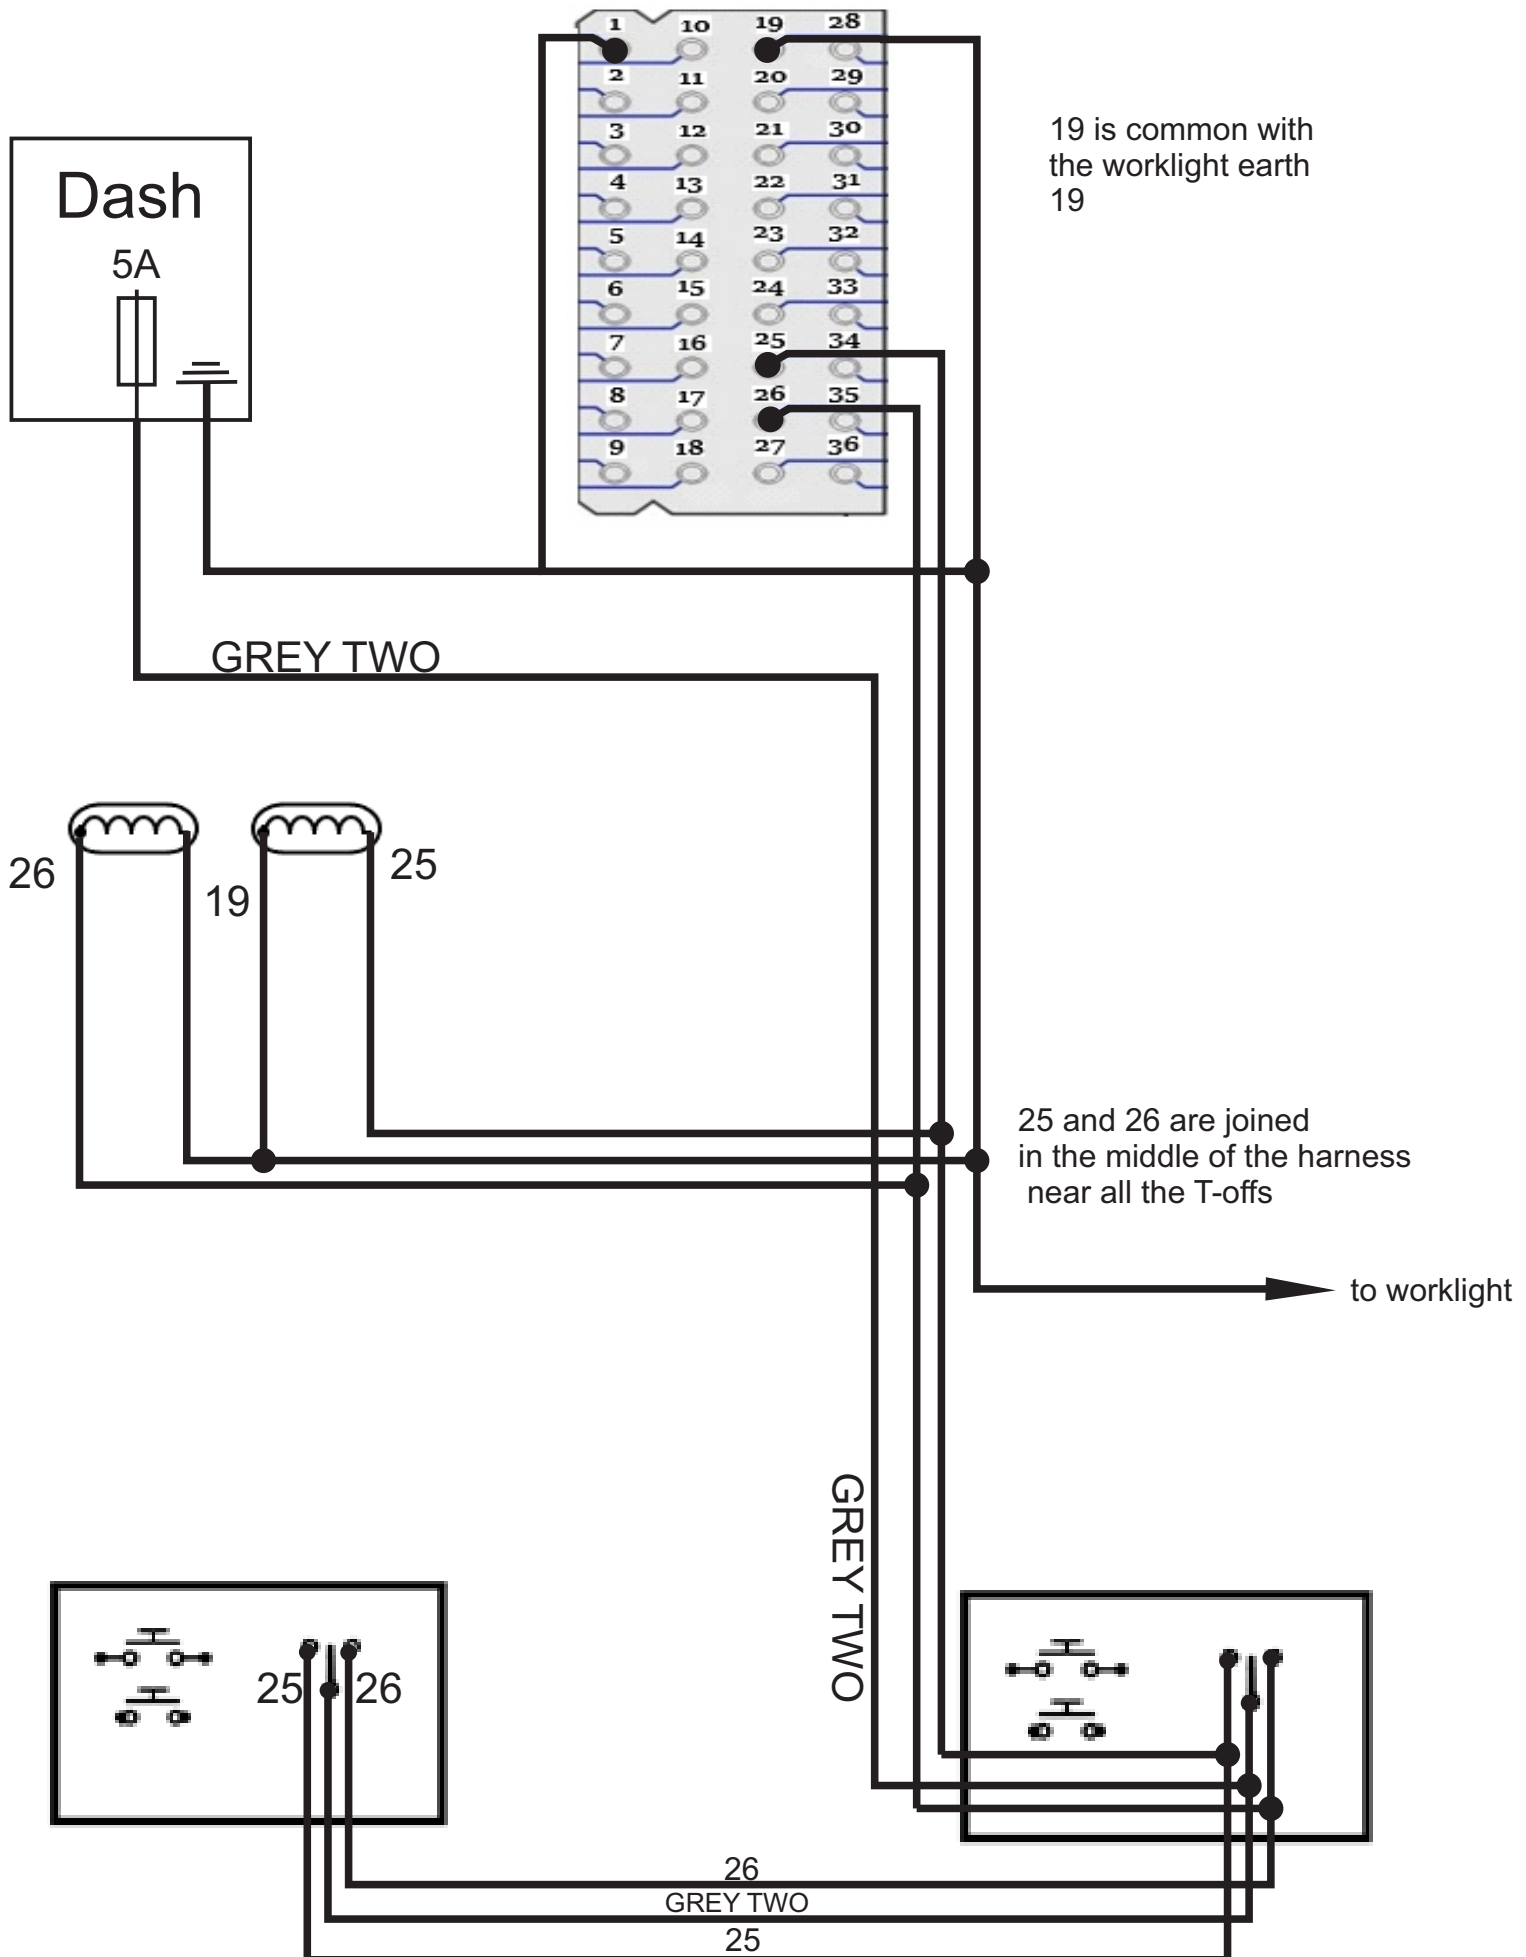 1 10 19 28
2 11 20 29
3 12 21 30
4 13 22 31
5 14 23 32
6 15 24 33
7 16 25 34
8 17 26 35
9 18 27 36
19 is common with
the worklight earth
19
Dash
5A
GREY TWO
26
19
25
25 and 26 are joined
in the middle of the harness
near all the T-offs
to worklight
GREY TWO
25 26
26
GREY TWO
25